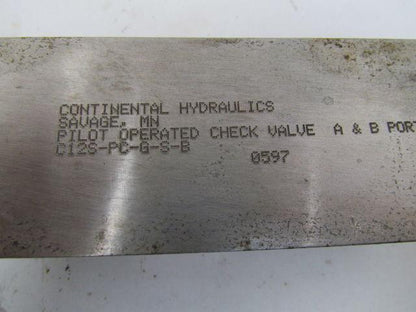 CONTINENTAL HYDRAULICS
SAVAGE, MN
PILOT OPERATED CHECK VALVE A & B PORT
C12S-PC-G-S-B 0597